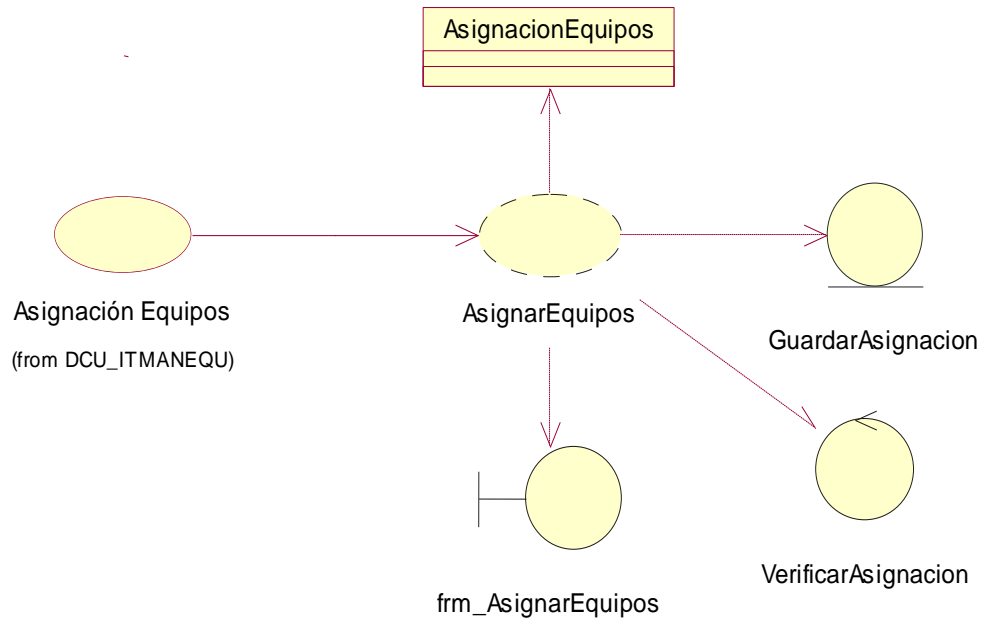 AsignacionEquipos
Asignación Equipos
(from DCU_ITMANEQU)
AsignarEquipos
GuardarAsignacion
VerificarAsignacion
frm_AsignarEquipos